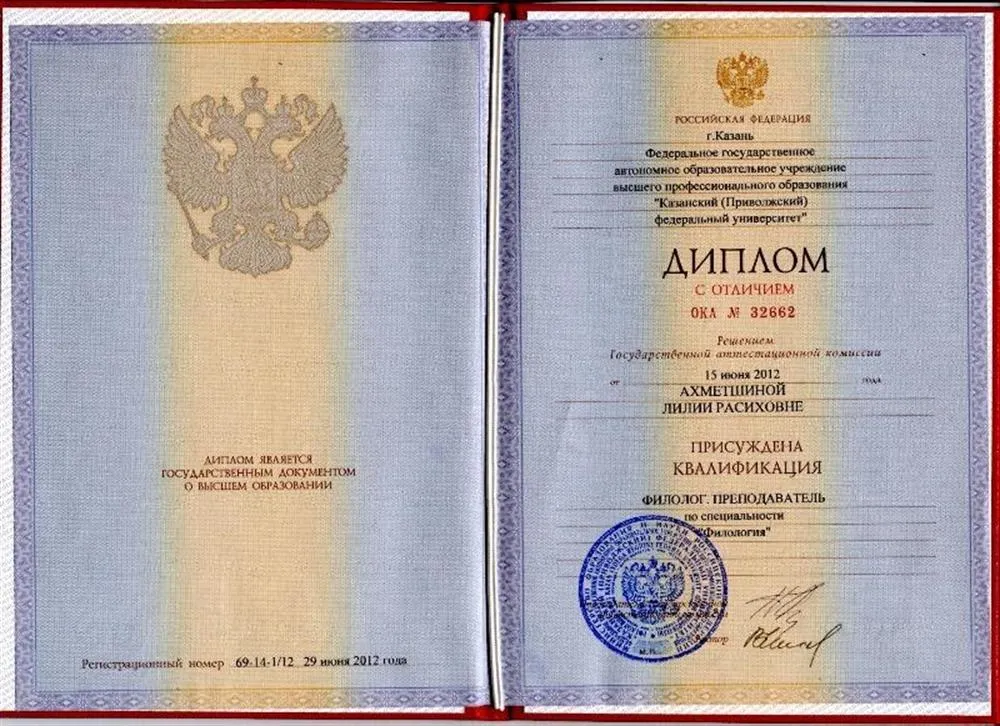 ДИПЛОМ ЯВЛЯЕТСЯ
ГОСУДАРСТВЕННЫМ ДОКУМЕНТОМ
О ВЫСШЕМ ОБРАЗОВАНИИ
Регистрационный номер 69-14-1/12 29 июня 2012 года
РОССИЙСКАЯ ФЕДЕРАЦИЯ
г.Казань
Федеральное государственное
автономное образовательное учреждение
высшего профессионального образования
"Казанский (Приволжский)
федеральный университет"
ДИПЛОМ
С ОТЛИЧИЕМ
ОКА № 32662
Решением
Государственной аттестационной комиссии
от 15 июня 2012 года
АХМЕТШИНОЙ
ЛИЛИИ РАСИХОВНЕ
ПРИСУЖДЕНА
КВАЛИФИКАЦИЯ
ФИЛОЛОГ. ПРЕПОДАВАТЕЛЬ
по специальности
"Филология"
М.П.